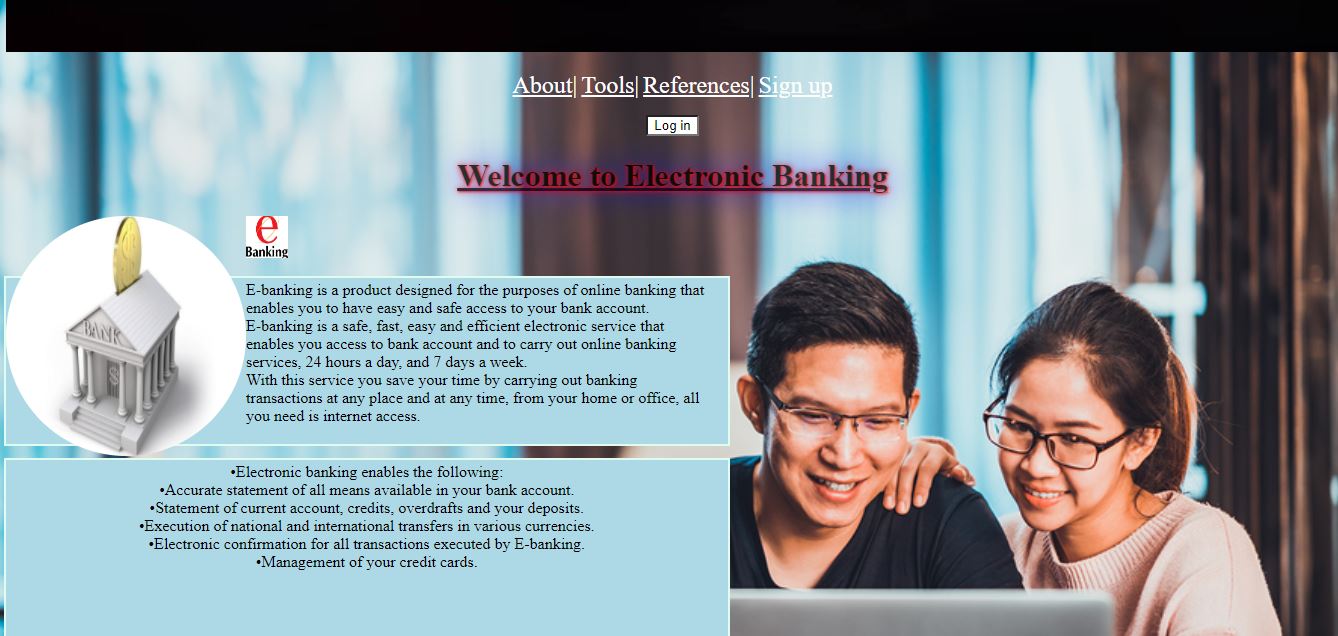 About| Tools| References| Sign up
Log in
Welcome to Electronic Banking
e
Banking
BANK
E-banking is a product designed for the purposes of online banking that
enables you to have easy and safe access to your bank account.
E-banking is a safe, fast, easy and efficient electronic service that
enables you access to bank account and to carry out online banking
services, 24 hours a day, and 7 days a week.
With this service you save your time by carrying out banking
transactions at any place and at any time, from your home or office, all
you need is internet access.
•Electronic banking enables the following:
•Accurate statement of all means available in your bank account.
•Statement of current account, credits, overdrafts and your deposits.
•Execution of national and international transfers in various currencies.
•Electronic confirmation for all transactions executed by E-banking.
•Management of your credit cards.